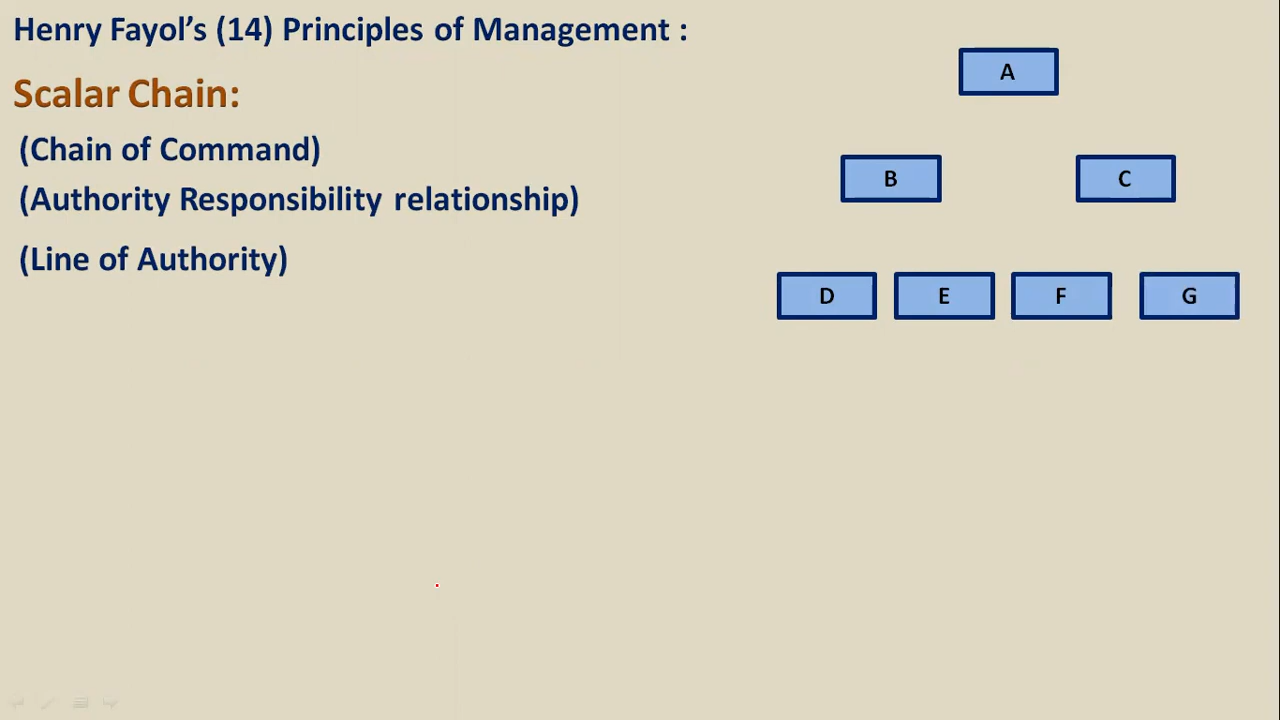 Henry Fayol's (14) Principles of Management :
Scalar Chain:
(Chain of Command)
(Authority Responsibility relationship)
(Line of Authority)
A
B C
D E F G